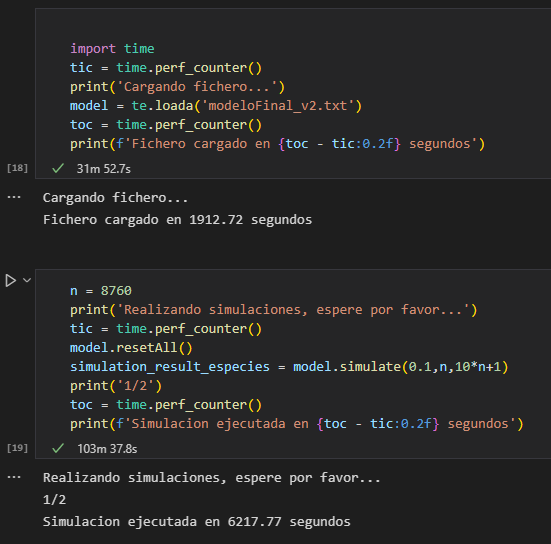 import time
tic = time.perf_counter()
print('Cargando fichero...')
model = te.loada('modeloFinal_v2.txt')
toc = time.perf_counter()
print(f'Fichero cargado en {toc - tic:0.2f} segundos')
[18] ✓ 31m 52.7s
... Cargando fichero...
Fichero cargado en 1912.72 segundos
n = 8760
print('Realizando simulaciones, espere por favor...')
tic = time.perf_counter()
model.resetAll()
simulation_result_especies = model.simulate(0.1,n,10*n+1)
print('1/2')
toc = time.perf_counter()
print(f'Simulacion ejecutada en {toc - tic:0.2f} segundos')
[19] ✓ 103m 37.8s
... Realizando simulaciones, espere por favor...
1/2
Simulacion ejecutada en 6217.77 segundos